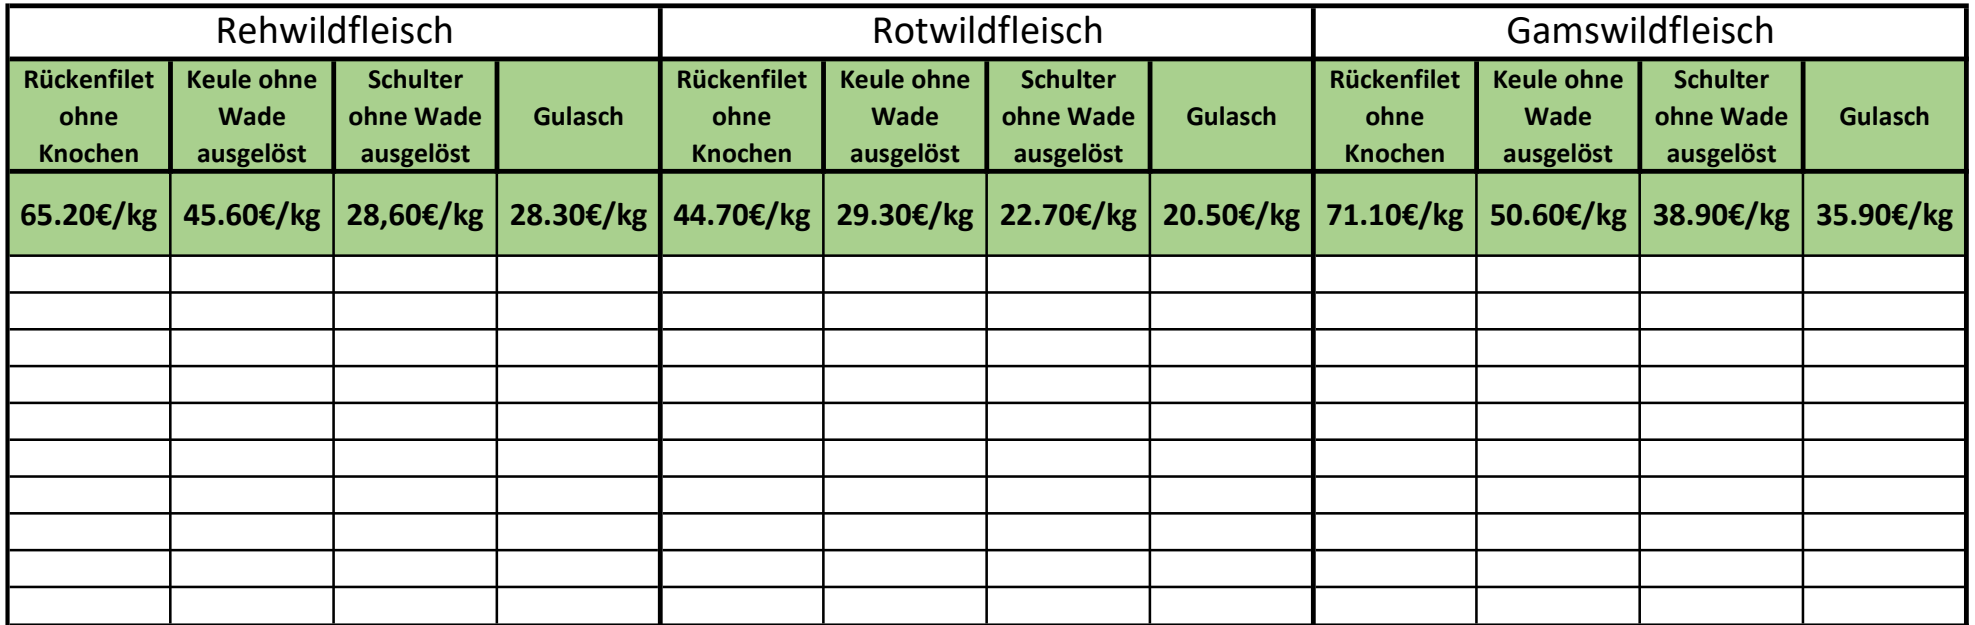 Rehwildfleisch Rotwildfleisch Gamswildfleisch
Rückenfilet Keule ohne Schulter Rückenfilet Keule ohne Schulter Rückenfilet Keule ohne Schulter
ohne Wade ohne Wade Gulasch ohne Wade ohne Wade Gulasch ohne Wade ohne Wade Gulasch
Knochen ausgelöst ausgelöst Knochen ausgelöst ausgelöst Knochen ausgelöst ausgelöst
65.20€/kg 45.60€/kg 28,60€/kg 28.30€/kg 44.70€/kg 29.30€/kg 22.70€/kg 20.50€/kg 71.10€/kg 50.60€/kg 38.90€/kg 35.90€/kg